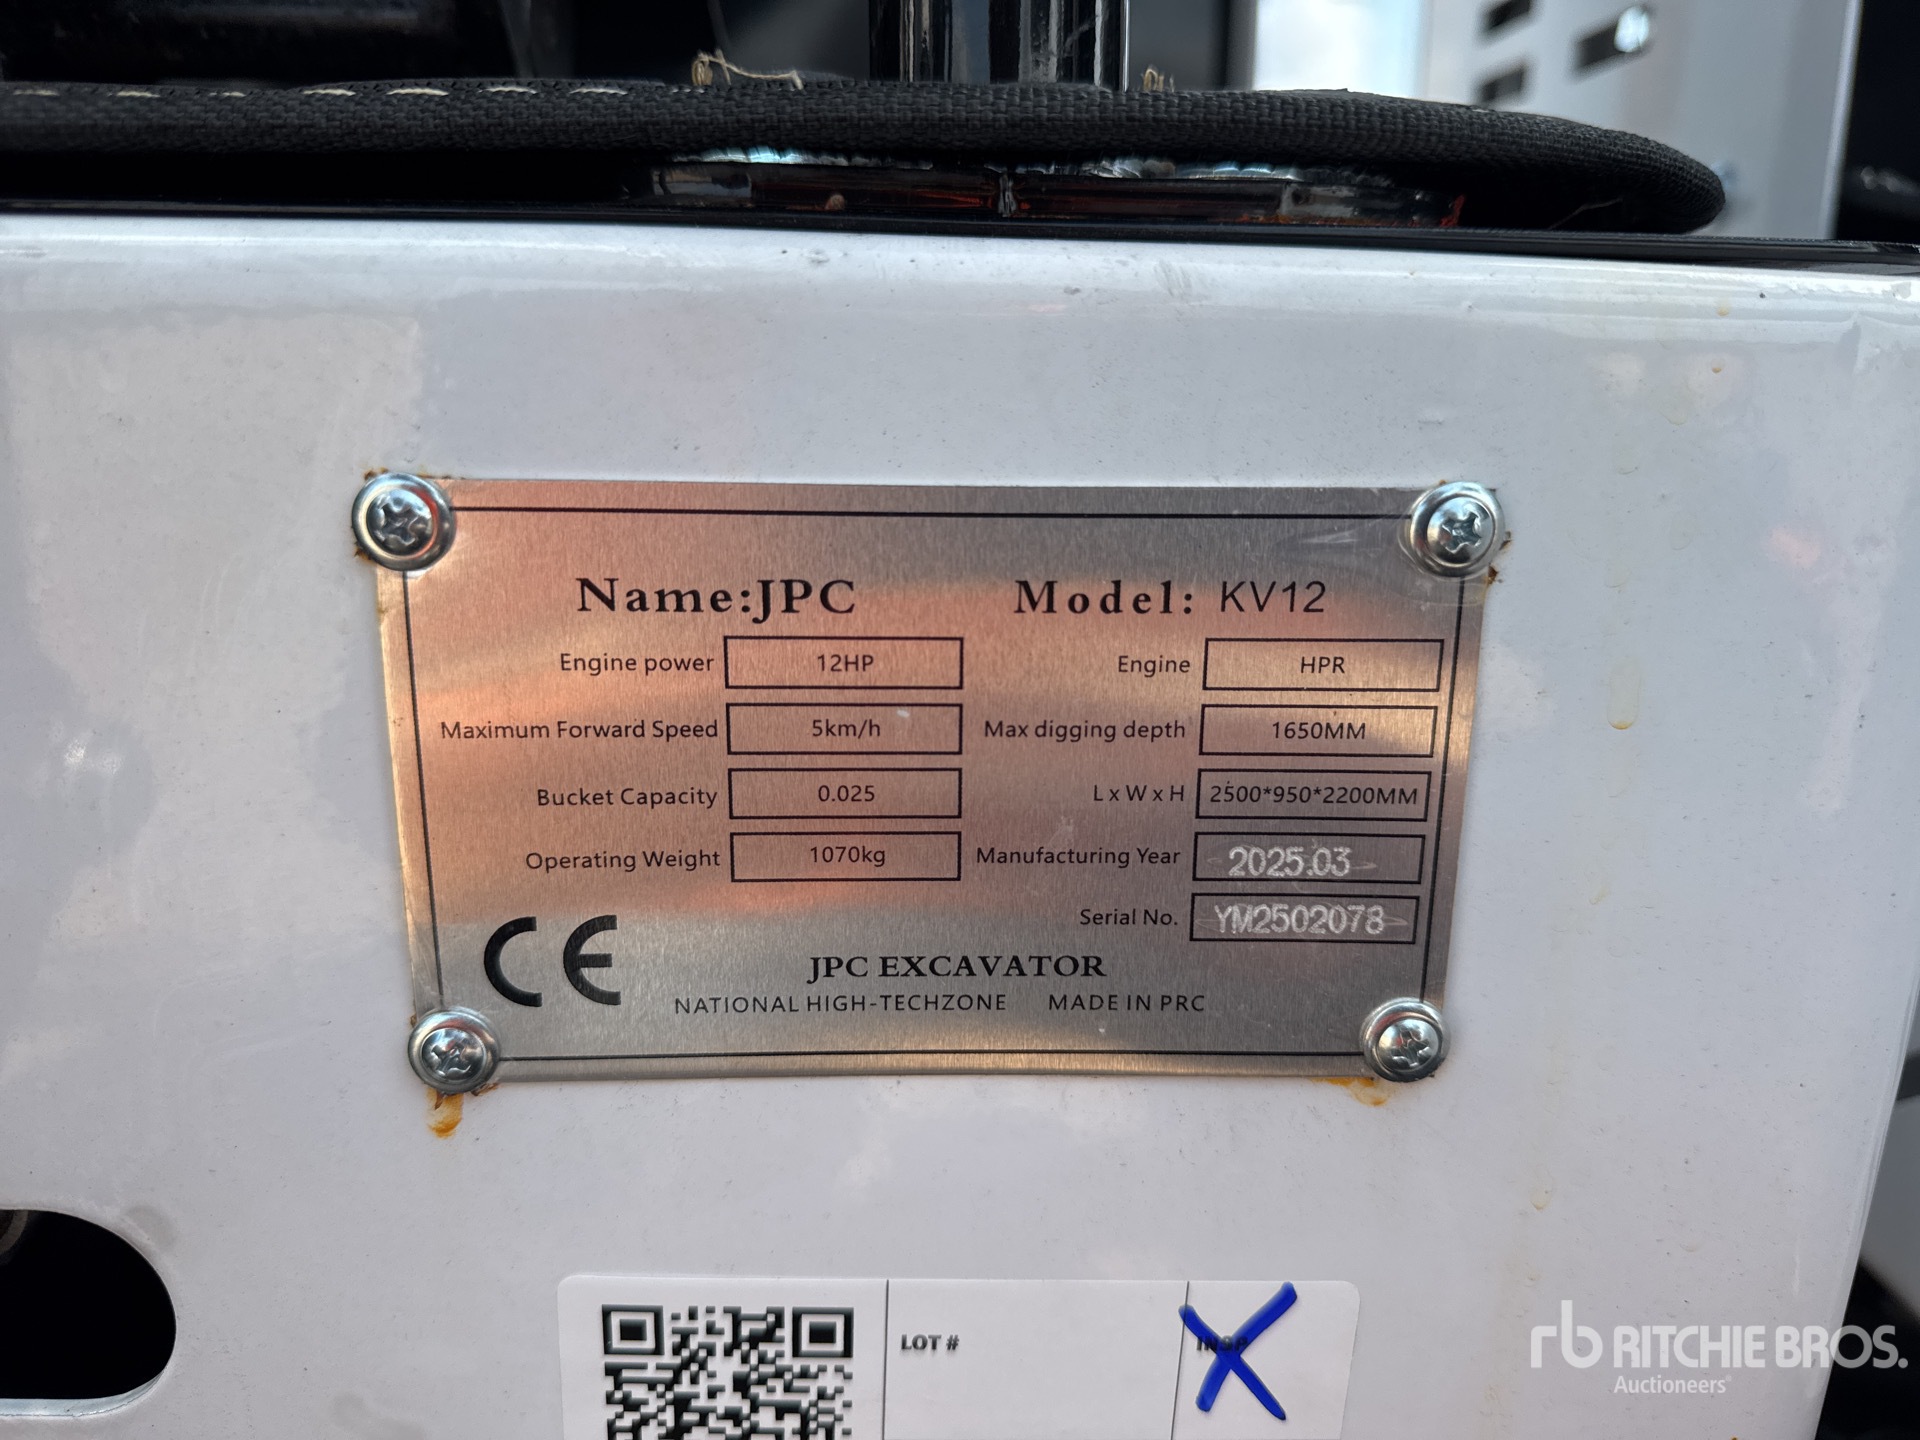 Name:JPC Model: KV12
Engine power 12HP Engine HPR
Maximum Forward Speed 5km/h Max digging depth 1650MM
Bucket Capacity 0.025 L x W x H 2500*950*2200MM
Operating Weight 1070kg Manufacturing Year 2025.03
Serial No. YM2502078
CE JPC EXCAVATOR
NATIONAL HIGH-TECHZONE MADE IN PRC
LOT # INSP
rb RITCHIE BROS.
Auctioneers